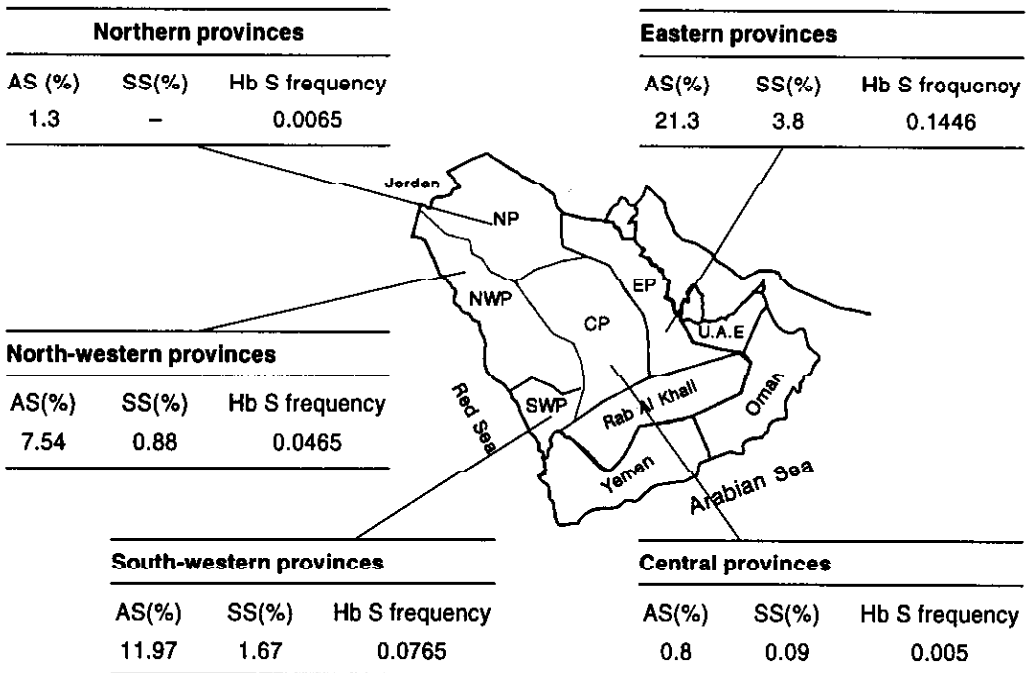 Northern provinces
AS (%) SS(%) Hb S frequency
1.3 – 0.0065
Eastern provinces
AS(%) SS(%) Hb S frequency
21.3 3.8 0.1446
Jordan
NP
EP
NWP
CP
U.A.E
SWP
Rab Al Khali
Oman
Red Sea
Yemen
Arabian Sea
North-western provinces
AS(%) SS(%) Hb S frequency
7.54 0.88 0.0465
South-western provinces
AS(%) SS(%) Hb S frequency
11.97 1.67 0.0765
Central provinces
AS(%) SS(%) Hb S frequency
0.8 0.09 0.005